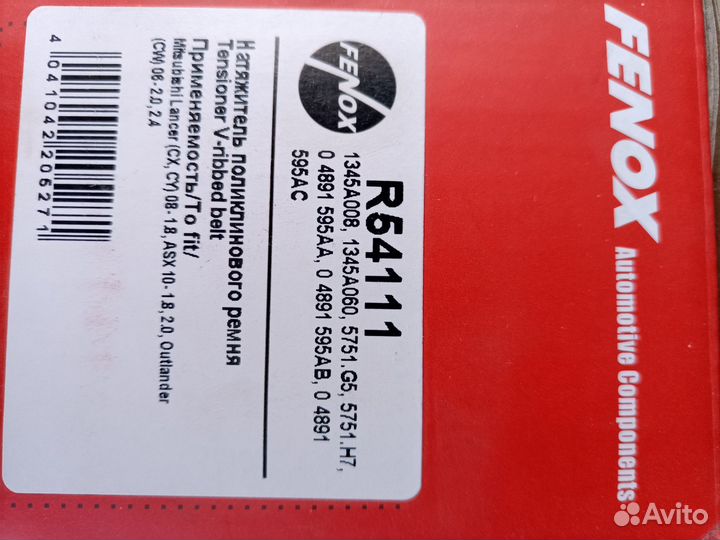 FENOX
Automotive Components
FENOX
R54111
1345A008, 1345A060, 5751.G5, 5751.H7,
0 4891 595AA, 0 4891 595AB, 0 4891
595AC
Натяжитель поликлинового ремня
Tensioner V-ribbed belt
Применяемость/To fit/
Mitsubishi Lancer (CX, CY) 08- 1.8, ASX 10- 1.8, 2.0, Outlander
(CW) 06- 2.0, 2.4
4 041042 206271
Avito